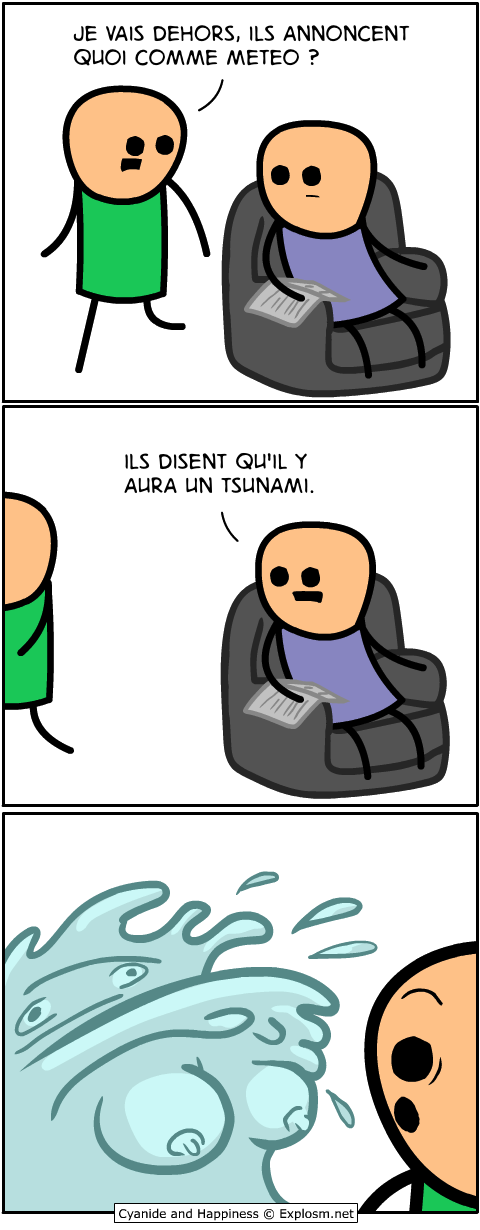 JE VAIS DEHORS, ILS ANNONCENT
QUOI COMME METEO ?
ILS DISENT QU'IL Y
AURA UN TSUNAMI.
Cyanide and Happiness © Explosm.net